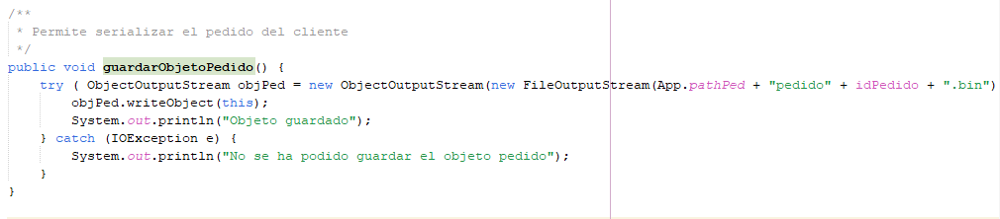 /**
* Permite serializar el pedido del cliente
*/
public void guardarObjetoPedido() {
try ( ObjectOutputStream objPed = new ObjectOutputStream(new FileOutputStream(App.pathPed + "pedido" + idPedido + ".bin")
objPed.writeObject(this);
System.out.println("Objeto guardado");
} catch (IOException e) {
System.out.println("No se ha podido guardar el objeto pedido");
}
}